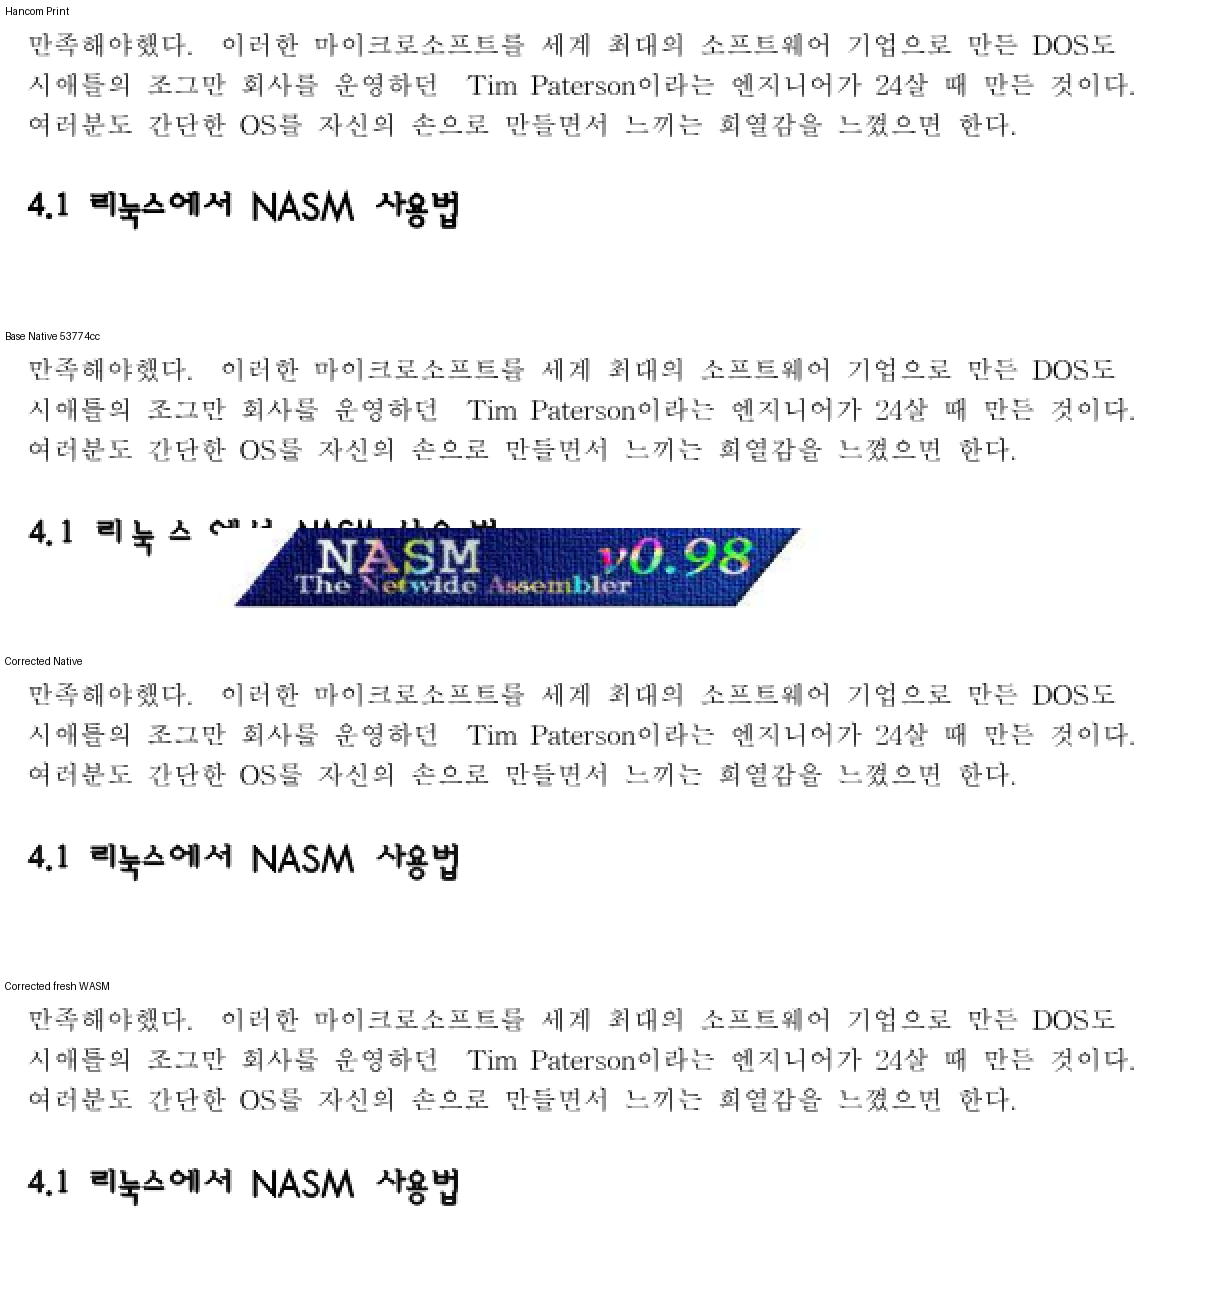 Hancom Print
만족해야했다. 이러한 마이크로소프트를 세계 최대의 소프트웨어 기업으로 만든 DOS도
시애틀의 조그만 회사를 운영하던 Tim Paterson이라는 엔지니어가 24살 때 만든 것이다.
여러분도 간단한 OS를 자신의 손으로 만들면서 느끼는 희열감을 느꼈으면 한다.
4.1 리눅스에서 NASM 사용법
Base Native 53774cc
만족해야했다. 이러한 마이크로소프트를 세계 최대의 소프트웨어 기업으로 만든 DOS도
시애틀의 조그만 회사를 운영하던 Tim Paterson이라는 엔지니어가 24살 때 만든 것이다.
여러분도 간단한 OS를 자신의 손으로 만들면서 느끼는 희열감을 느꼈으면 한다.
4.1 리눅스에서 NASM 사용법
NASM v0.98
The Netwide Assembler
Corrected Native
만족해야했다. 이러한 마이크로소프트를 세계 최대의 소프트웨어 기업으로 만든 DOS도
시애틀의 조그만 회사를 운영하던 Tim Paterson이라는 엔지니어가 24살 때 만든 것이다.
여러분도 간단한 OS를 자신의 손으로 만들면서 느끼는 희열감을 느꼈으면 한다.
4.1 리눅스에서 NASM 사용법
Corrected fresh WASM
만족해야했다. 이러한 마이크로소프트를 세계 최대의 소프트웨어 기업으로 만든 DOS도
시애틀의 조그만 회사를 운영하던 Tim Paterson이라는 엔지니어가 24살 때 만든 것이다.
여러분도 간단한 OS를 자신의 손으로 만들면서 느끼는 희열감을 느꼈으면 한다.
4.1 리눅스에서 NASM 사용법